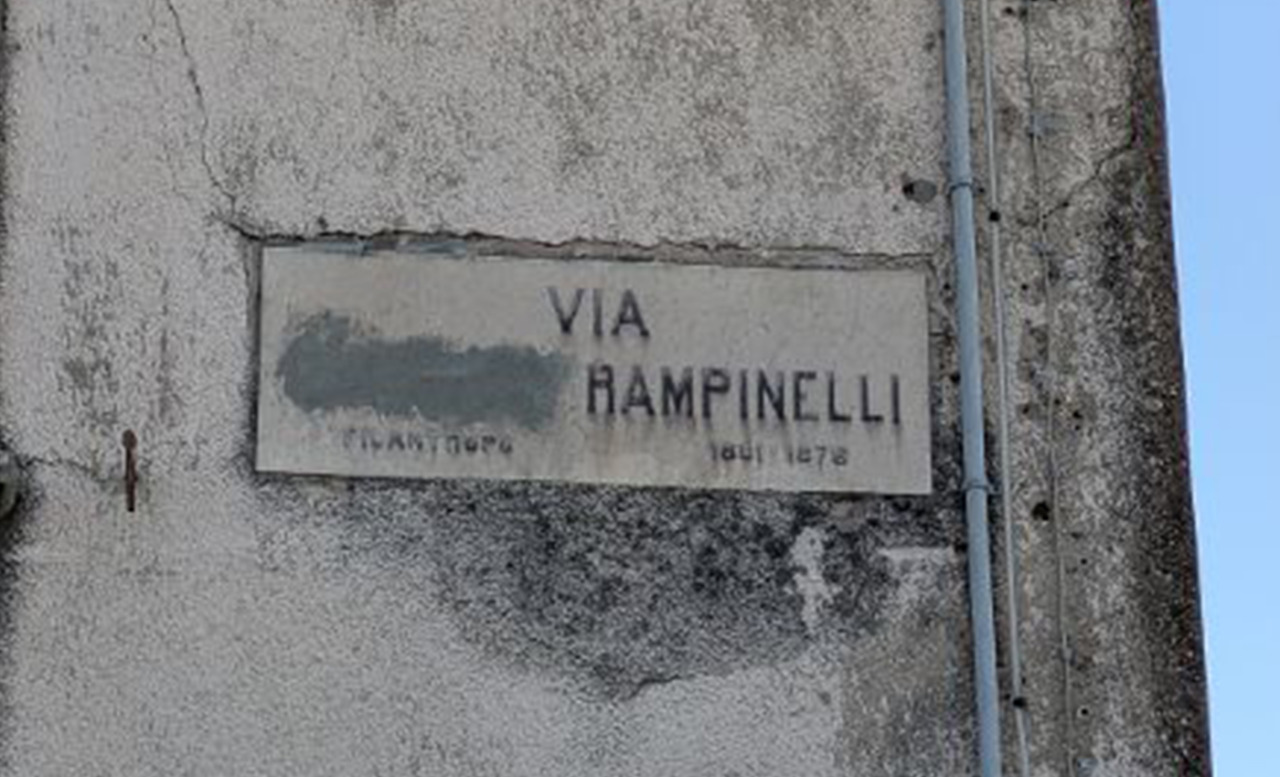 VIA
RAMPINELLI
FILANTROPO 1801 1878